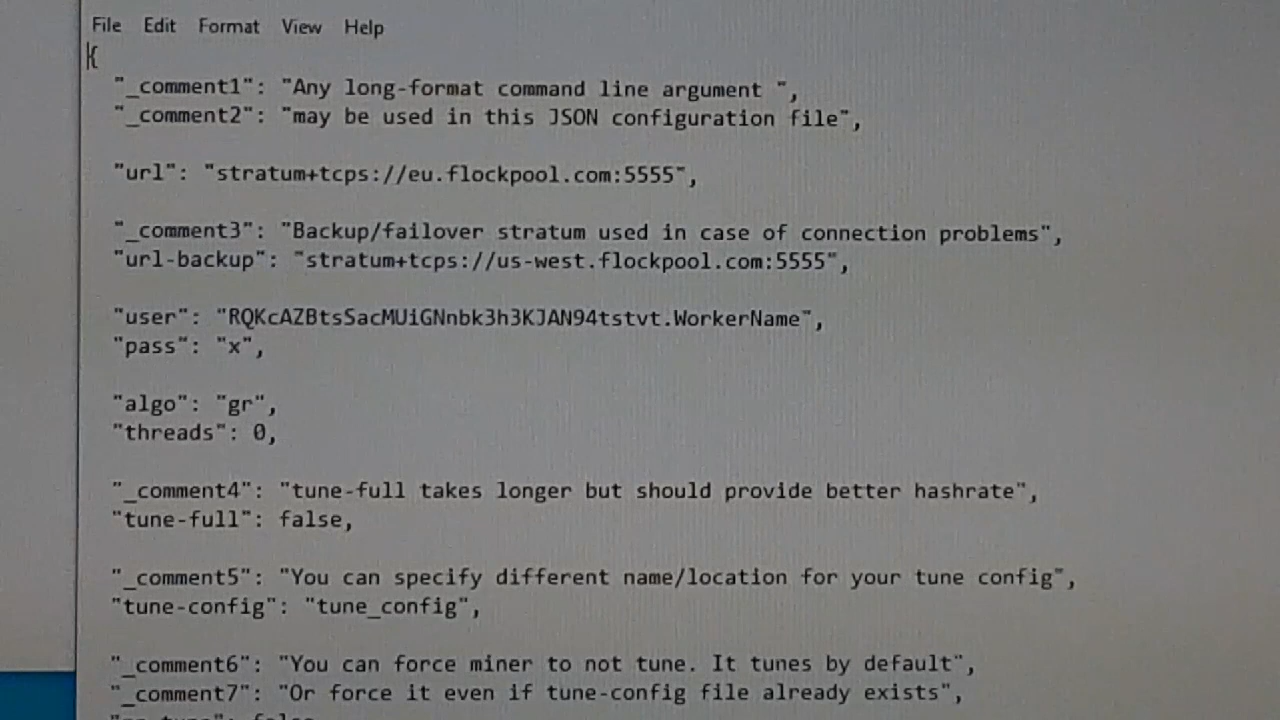 File Edit Format View Help
{
"_comment1": "Any long-format command line argument ",
"_comment2": "may be used in this JSON configuration file",
"url": "stratum+tcps://eu.flockpool.com:5555",
"_comment3": "Backup/failover stratum used in case of connection problems",
"url-backup": "stratum+tcps://us-west.flockpool.com:5555",
"user": "RQKcAZBtsSacMUiGNnbk3h3KJAN94tstvt.WorkerName",
"pass": "x",
"algo": "gr",
"threads": 0,
"_comment4": "tune-full takes longer but should provide better hashrate",
"tune-full": false,
"_comment5": "You can specify different name/location for your tune config",
"tune-config": "tune_config",
"_comment6": "You can force miner to not tune. It tunes by default",
"_comment7": "Or force it even if tune-config file already exists",